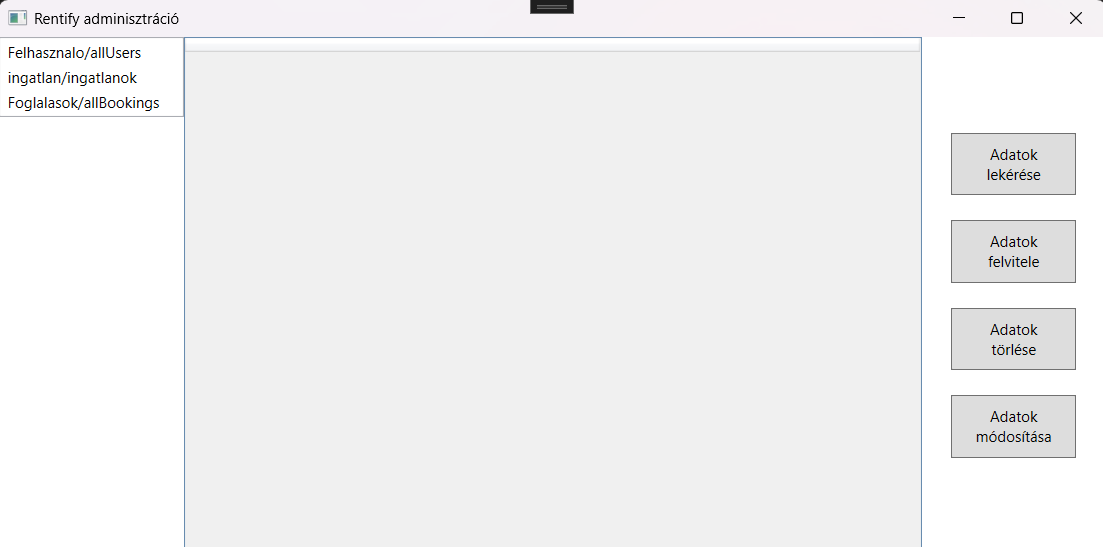 Rentify adminisztráció
Felhasznalo/allUsers
ingatlan/ingatlanok
Foglalasok/allBookings
Adatok
lekérése
Adatok
felvitele
Adatok
törlése
Adatok
módosítása